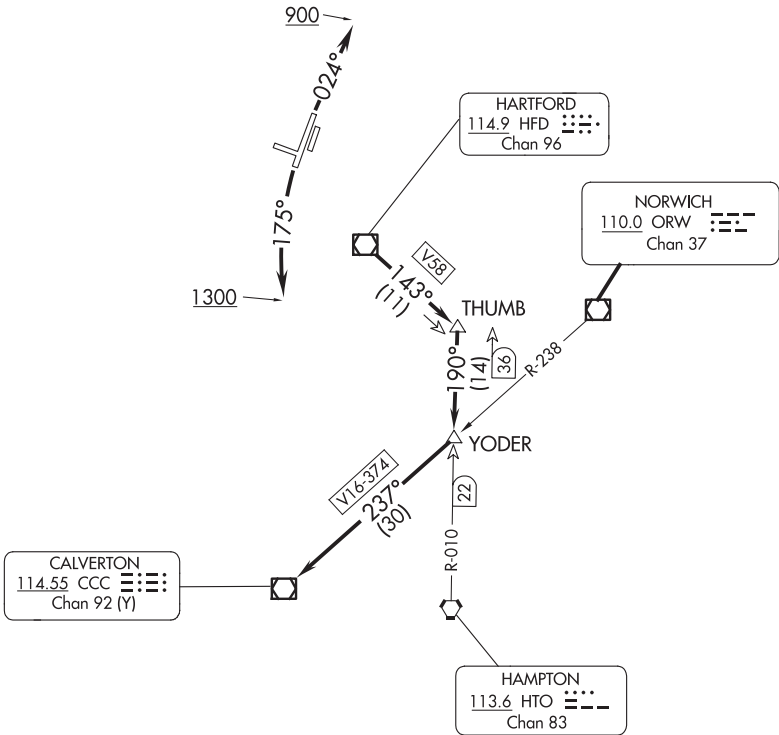 900
024°
HARTFORD
114.9 HFD
Chan 96
NORWICH
110.0 ORW
Chan 37
175°
V58
143°
(11)
1300
THUMB
190°
(14)
36
R-238
YODER
V16-374
237°
(30)
22
R-010
CALVERTON
114.55 CCC
Chan 92 (Y)
HAMPTON
113.6 HTO
Chan 83